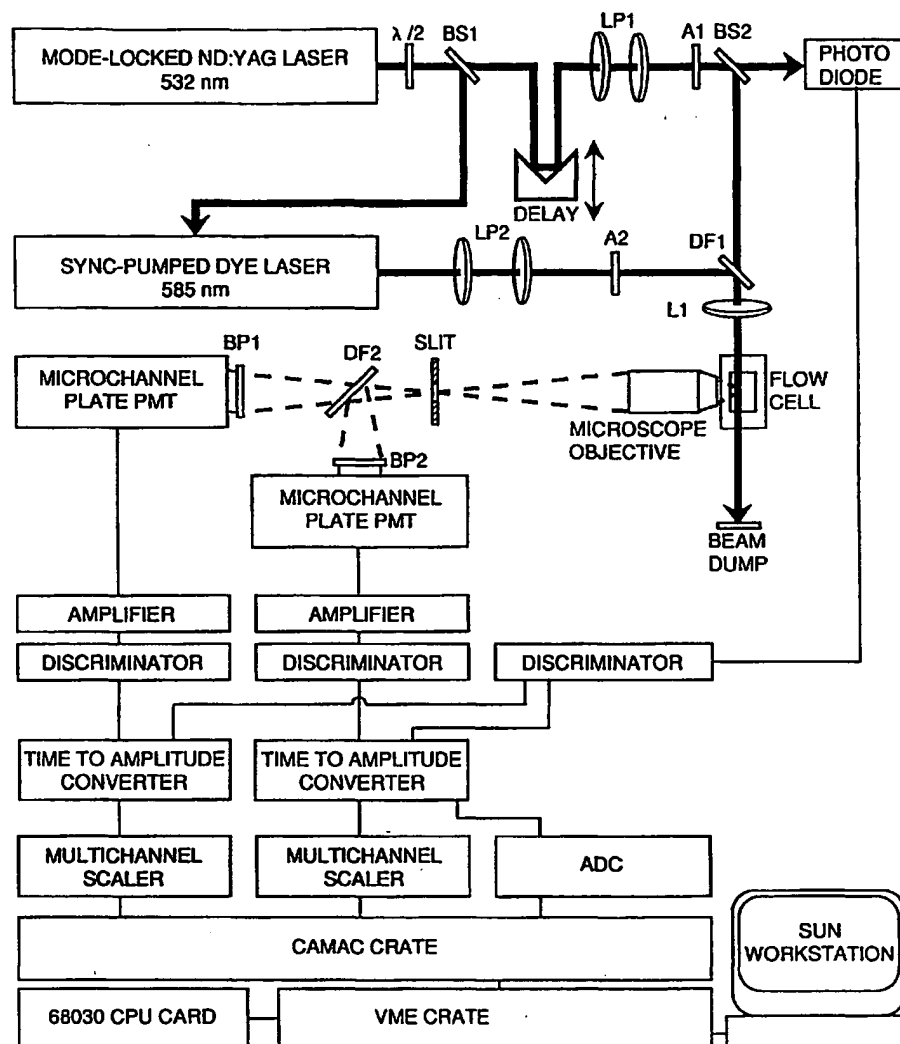 MODE-LOCKED ND:YAG LASER
532 nm
λ/2
BS1
LP1
A1
BS2
PHOTO
DIODE
DELAY
SYNC-PUMPED DYE LASER
585 nm
LP2
A2
DF1
L1
MICROCHANNEL
PLATE PMT
BP1
DF2
SLIT
MICROSCOPE
OBJECTIVE
FLOW
CELL
BP2
MICROCHANNEL
PLATE PMT
BEAM
DUMP
AMPLIFIER
AMPLIFIER
DISCRIMINATOR
DISCRIMINATOR
DISCRIMINATOR
TIME TO AMPLITUDE
CONVERTER
TIME TO AMPLITUDE
CONVERTER
MULTICHANNEL
SCALER
MULTICHANNEL
SCALER
ADC
CAMAC CRATE
SUN
WORKSTATION
68030 CPU CARD
VME CRATE